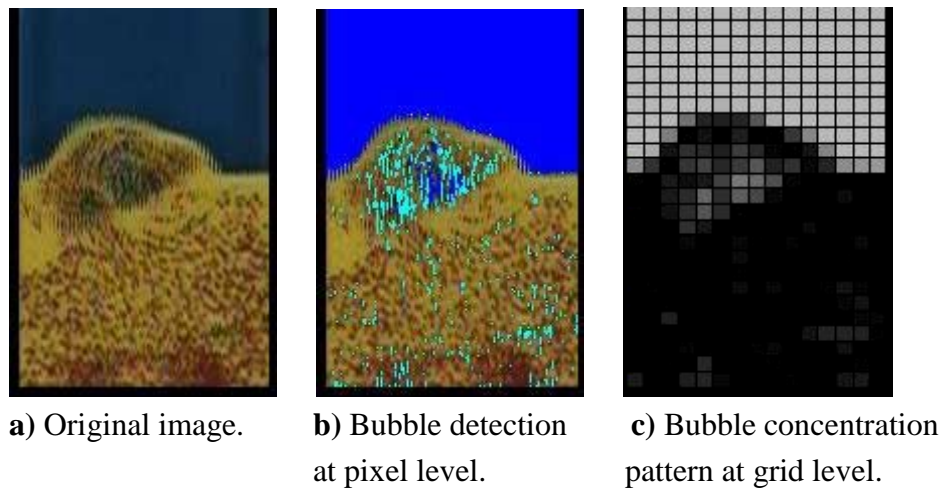 a) Original image.
b) Bubble detection
at pixel level.
c) Bubble concentration
pattern at grid level.